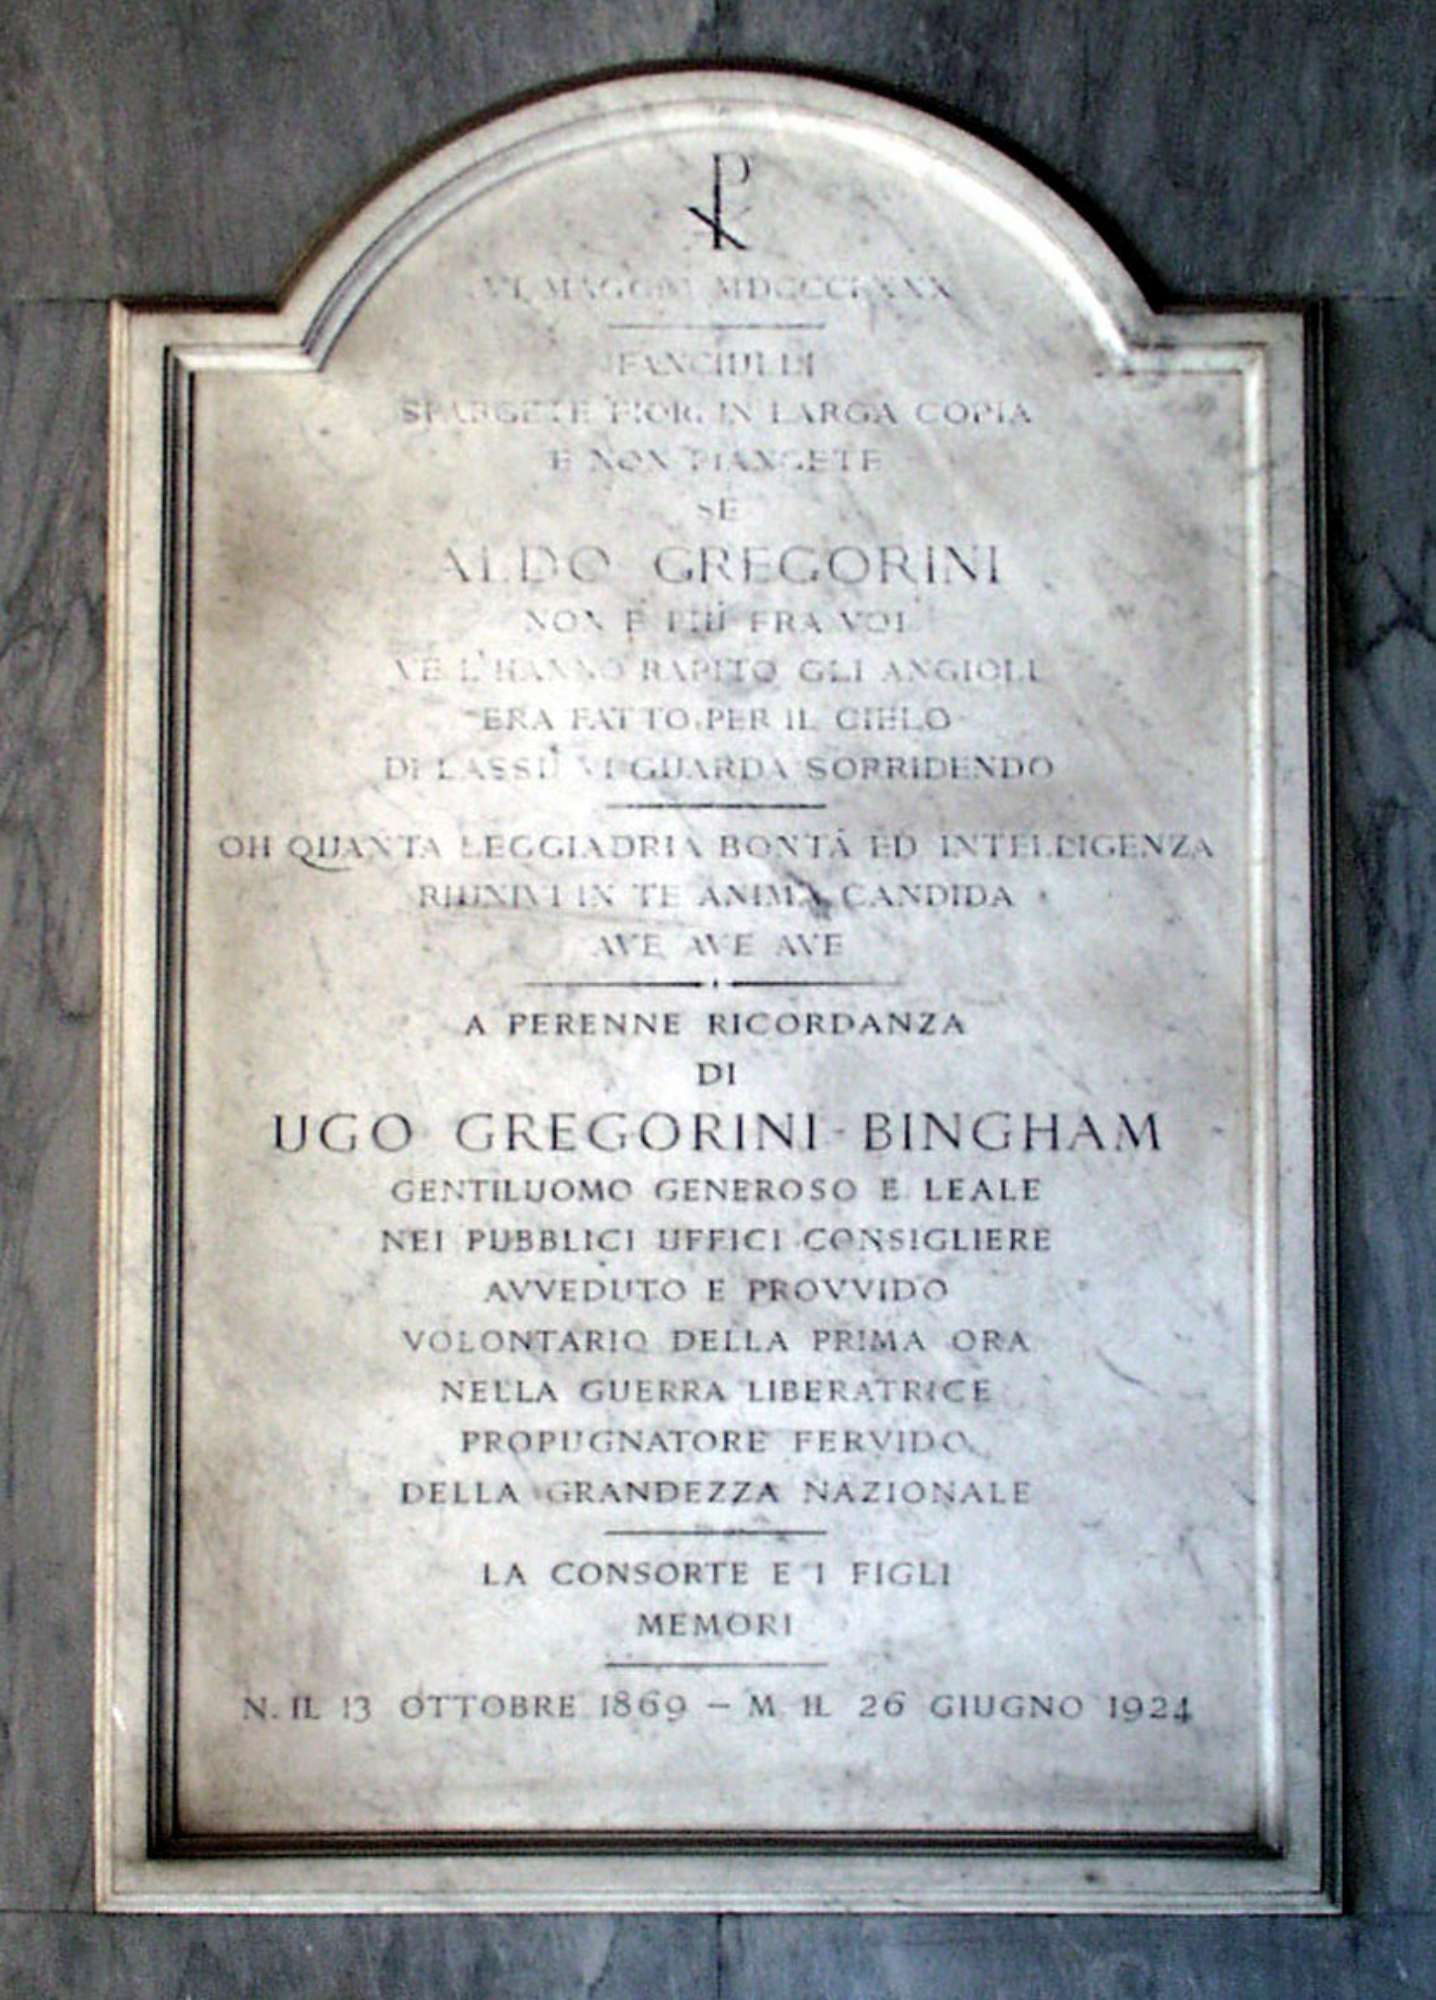 VI MAGGIO MDCCCLXXX
FANCIULLI
SPARGETE FIORI IN LARGA COPIA
E NON PIANGETE
SE
ALDO GREGORINI
NON È PIÙ FRA VOI
VE L'HANNO RAPITO GLI ANGIOLI
ERA FATTO PER IL CIELO
DI LASSÙ VI GUARDA SORRIDENDO
OH QUANTA LEGGIADRIA BONTÀ ED INTELLIGENZA
RIUNIVI IN TE ANIMA CANDIDA
AVE AVE AVE
A PERENNE RICORDANZA
DI
UGO GREGORINI-BINGHAM
GENTILUOMO GENEROSO E LEALE
NEI PUBBLICI UFFICI CONSIGLIERE
AVVEDUTO E PROVVIDO
VOLONTARIO DELLA PRIMA ORA
NELLA GUERRA LIBERATRICE
PROPUGNATORE FERVIDO
DELLA GRANDEZZA NAZIONALE
LA CONSORTE E I FIGLI
MEMORI
N. IL 13 OTTOBRE 1869 – M IL 26 GIUGNO 1924